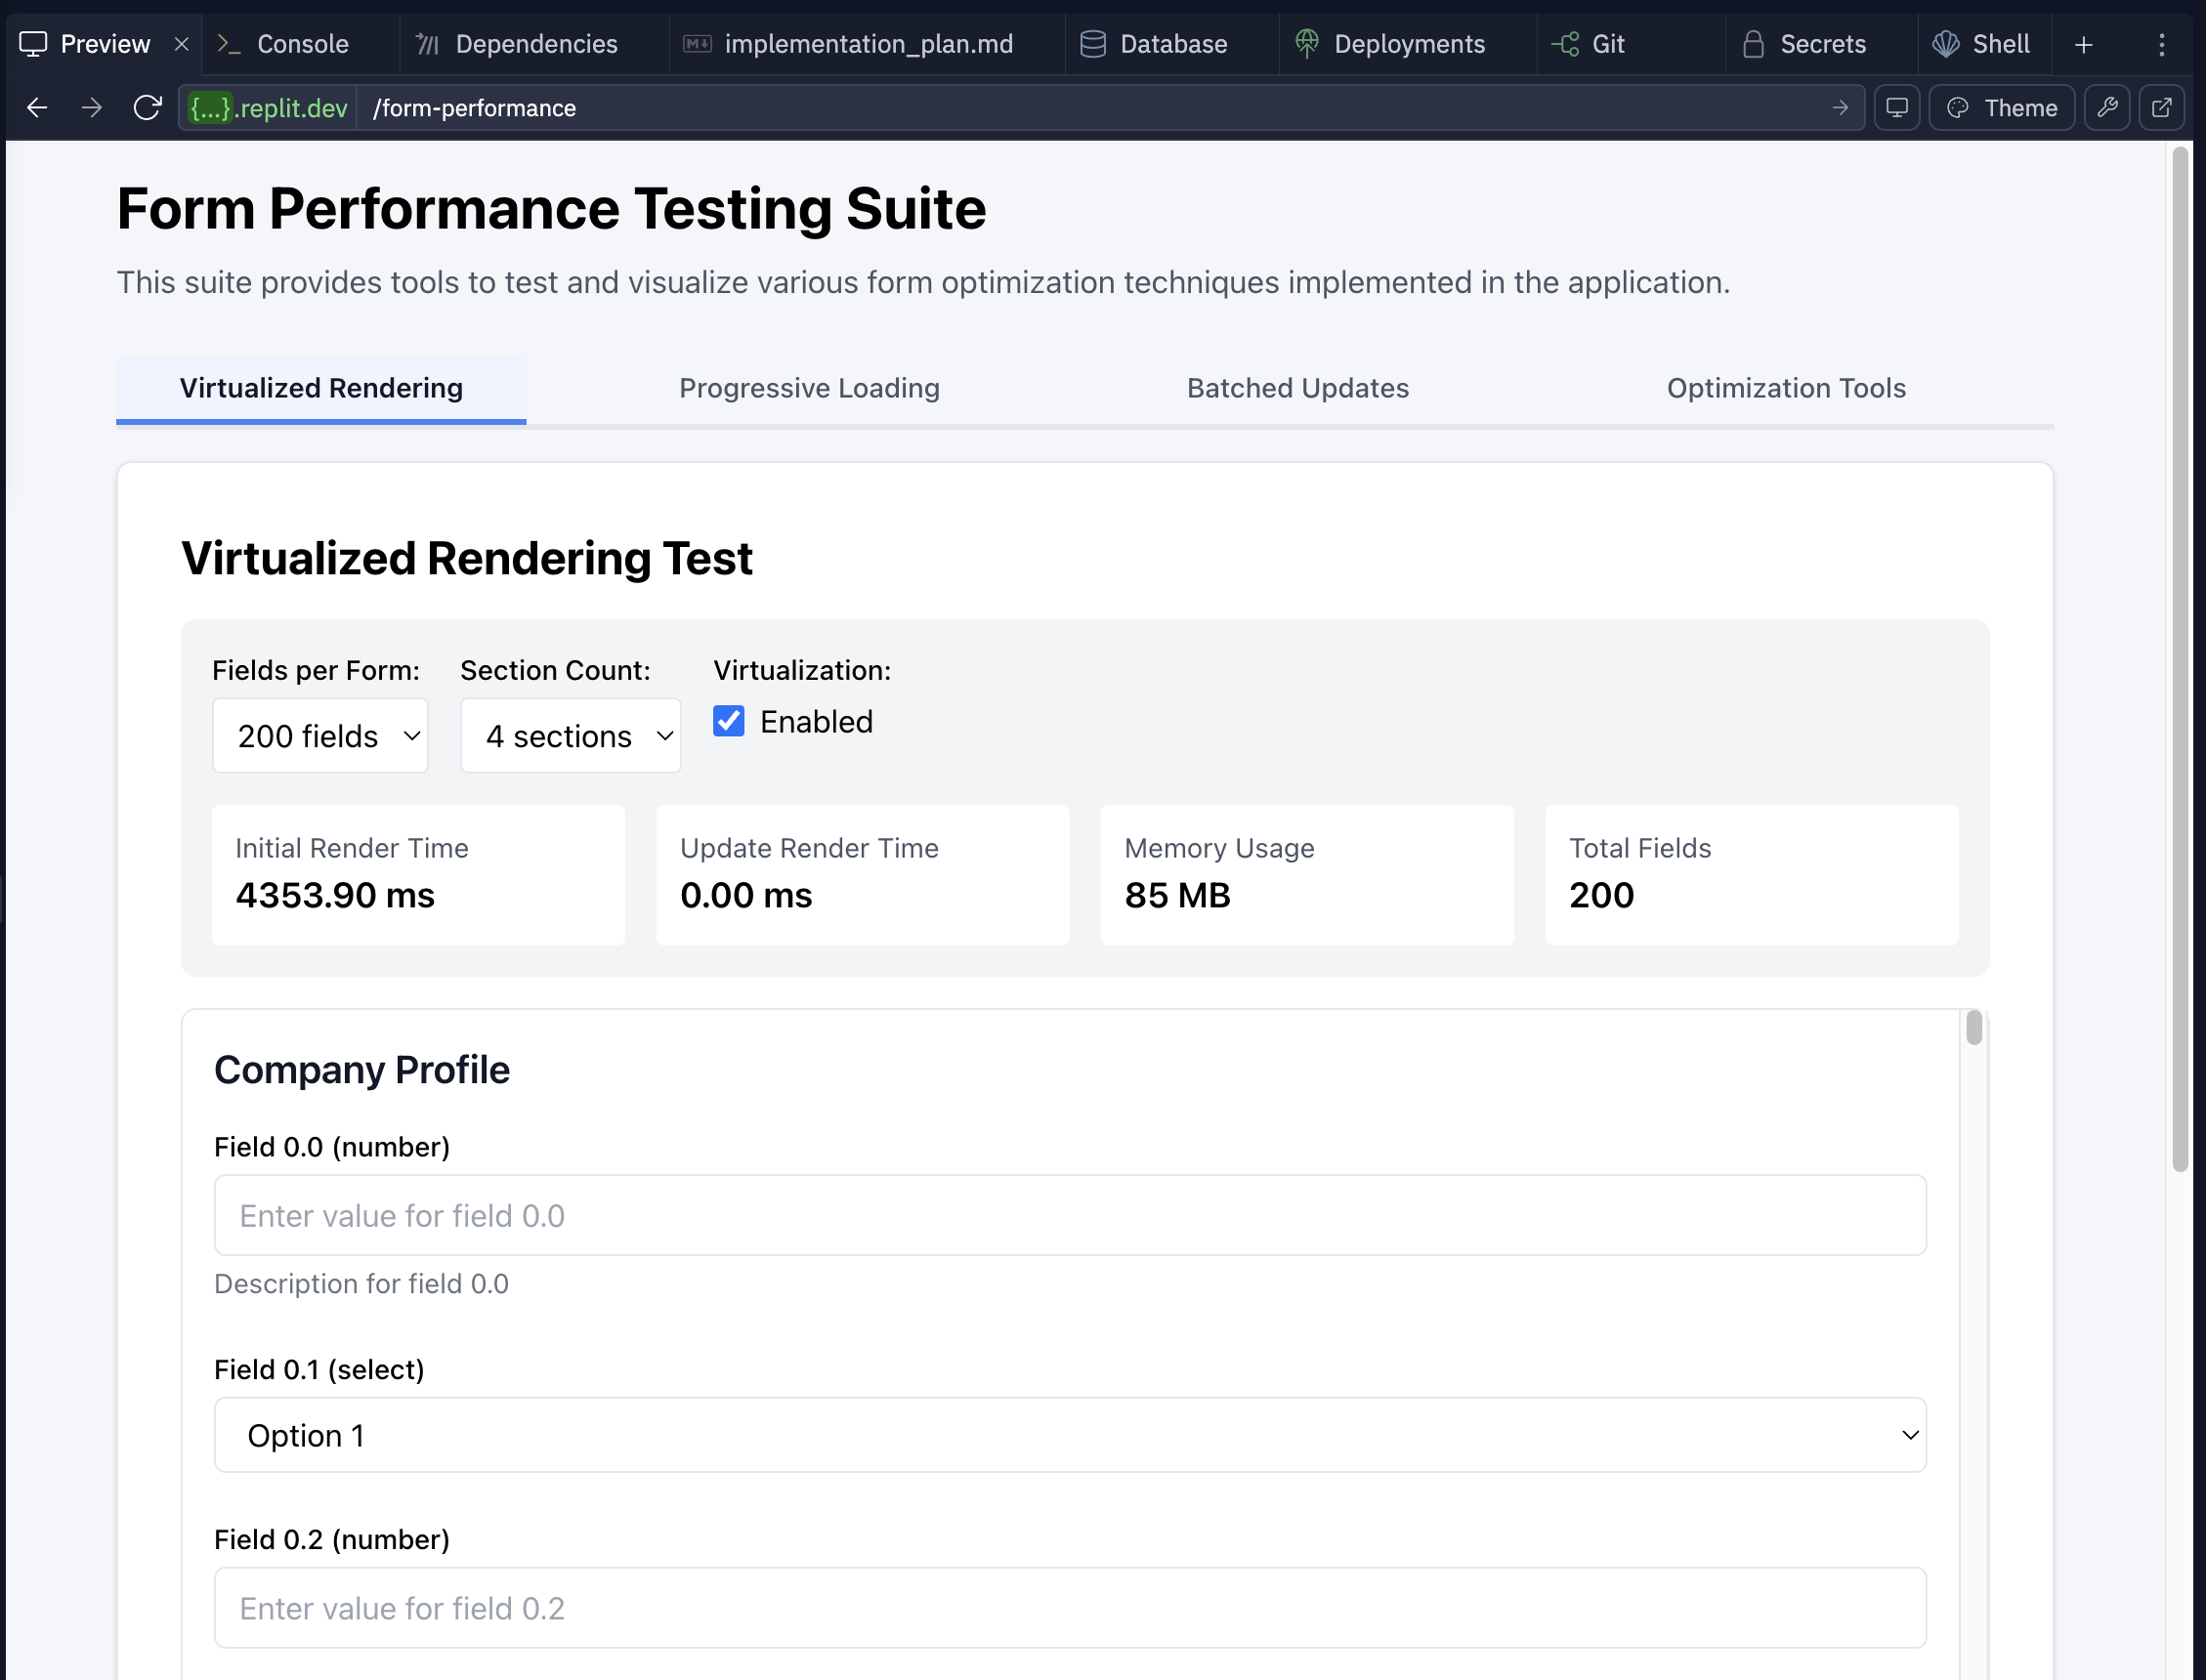 Preview
Console
Dependencies
implementation_plan.md
Database
Deployments
Git
Secrets
Shell
{...}.replit.dev
/form-performance
Theme
Form Performance Testing Suite
This suite provides tools to test and visualize various form optimization techniques implemented in the application.
Virtualized Rendering
Progressive Loading
Batched Updates
Optimization Tools
Virtualized Rendering Test
Fields per Form:
Section Count:
Virtualization:
200 fields
4 sections
Enabled
Initial Render Time
4353.90 ms
Update Render Time
0.00 ms
Memory Usage
85 MB
Total Fields
200
Company Profile
Field 0.0 (number)
Enter value for field 0.0
Description for field 0.0
Field 0.1 (select)
Option 1
Field 0.2 (number)
Enter value for field 0.2